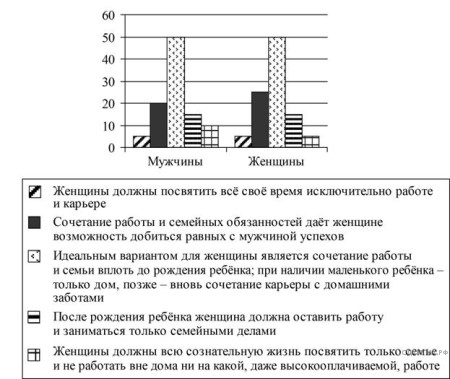 60
50
40
30
20
10
0
Мужчины Женщины
Женщины должны посвятить всё своё время исключительно работе
и карьере
Сочетание работы и семейных обязанностей даёт женщине
возможность добиться равных с мужчиной успехов
Идеальным вариантом для женщины является сочетание работы
и семьи вплоть до рождения ребёнка; при наличии маленького ребёнка –
только дом, позже – вновь сочетание карьеры с домашними
заботами
После рождения ребёнка женщина должна оставить работу
и заниматься только семейными делами
Женщины должны всю сознательную жизнь посвятить только семье
и не работать вне дома ни на какой, даже высокооплачиваемой, работе